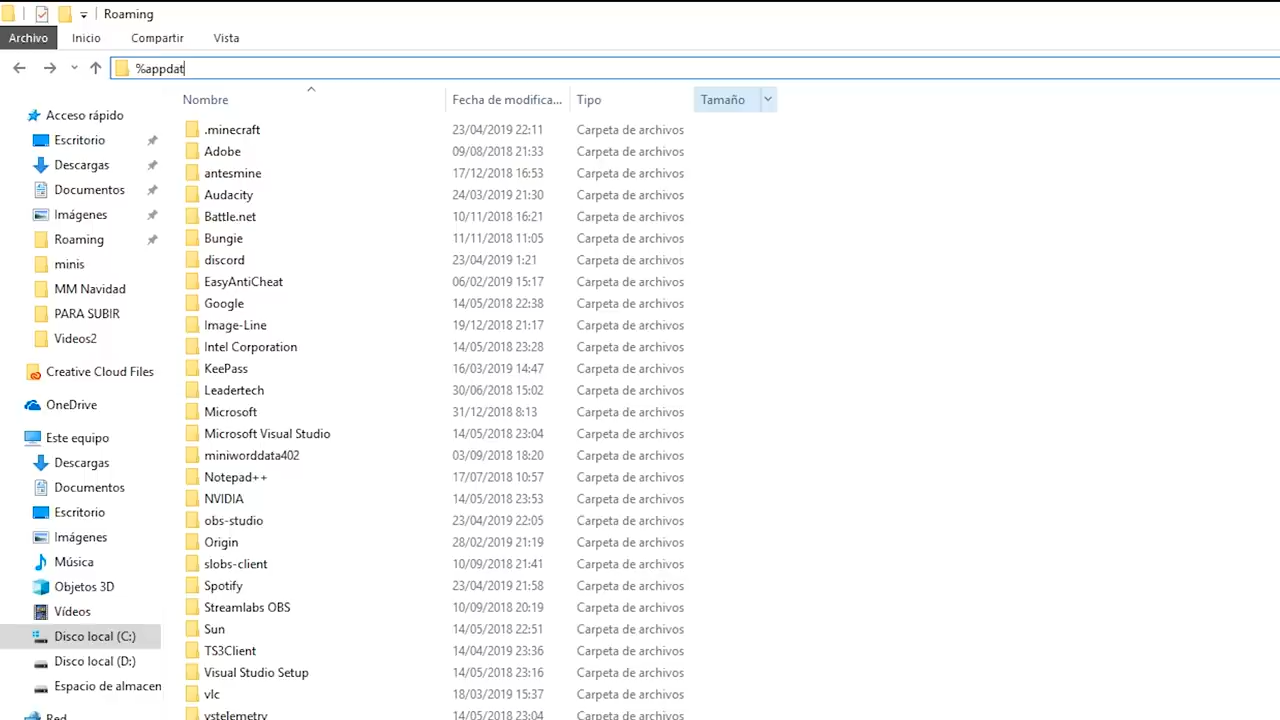 Roaming
Archivo Inicio Compartir Vista
%appdat
Nombre Fecha de modifica... Tipo Tamaño
Acceso rápido
Escritorio
Descargas
Documentos
Imágenes
Roaming
minis
MM Navidad
PARA SUBIR
Videos2
Creative Cloud Files
OneDrive
Este equipo
Descargas
Documentos
Escritorio
Imágenes
Música
Objetos 3D
Vídeos
Disco local (C:)
Disco local (D:)
Espacio de almacen
Red
.minecraft 23/04/2019 22:11 Carpeta de archivos
Adobe 09/08/2018 21:33 Carpeta de archivos
antesmine 17/12/2018 16:53 Carpeta de archivos
Audacity 24/03/2019 21:30 Carpeta de archivos
Battle.net 10/11/2018 16:21 Carpeta de archivos
Bungie 11/11/2018 11:05 Carpeta de archivos
discord 23/04/2019 1:21 Carpeta de archivos
EasyAntiCheat 06/02/2019 15:17 Carpeta de archivos
Google 14/05/2018 22:38 Carpeta de archivos
Image-Line 19/12/2018 21:17 Carpeta de archivos
Intel Corporation 14/05/2018 23:28 Carpeta de archivos
KeePass 16/03/2019 14:47 Carpeta de archivos
Leadertech 30/06/2018 15:02 Carpeta de archivos
Microsoft 31/12/2018 8:13 Carpeta de archivos
Microsoft Visual Studio 14/05/2018 23:04 Carpeta de archivos
miniworddata402 03/09/2018 18:20 Carpeta de archivos
Notepad++ 17/07/2018 10:57 Carpeta de archivos
NVIDIA 14/05/2018 23:53 Carpeta de archivos
obs-studio 23/04/2019 22:05 Carpeta de archivos
Origin 28/02/2019 21:19 Carpeta de archivos
slobs-client 10/09/2018 21:41 Carpeta de archivos
Spotify 23/04/2019 21:58 Carpeta de archivos
Streamlabs OBS 10/09/2018 20:19 Carpeta de archivos
Sun 14/05/2018 22:51 Carpeta de archivos
TS3Client 14/04/2019 23:36 Carpeta de archivos
Visual Studio Setup 14/05/2018 23:16 Carpeta de archivos
vlc 18/03/2019 15:37 Carpeta de archivos
vstelemetry 14/05/2018 23:04 Carpeta de archivos